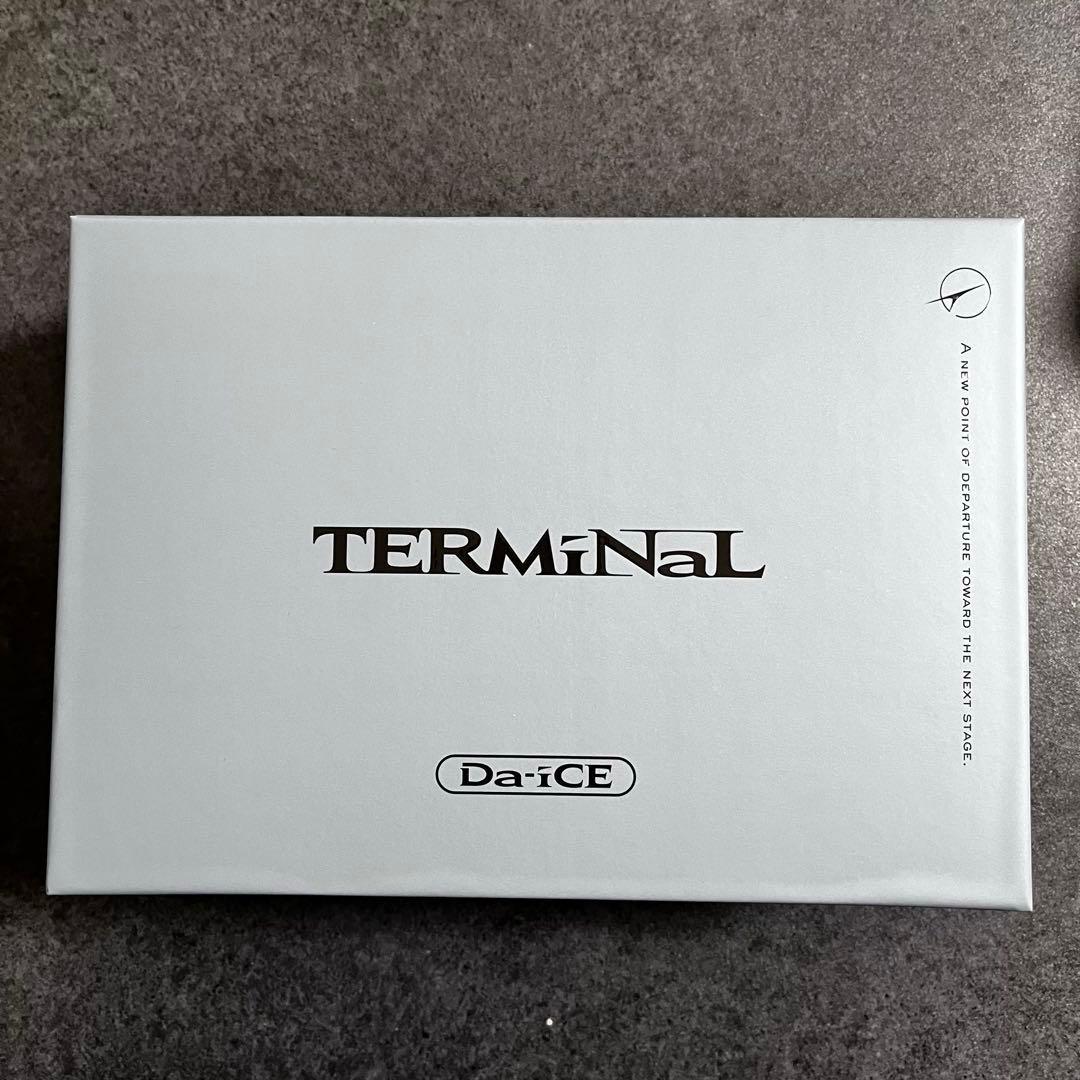 TERMiNaL
Da-iCE
A NEW POINT OF DEPARTURE TOWARD THE NEXT STAGE.